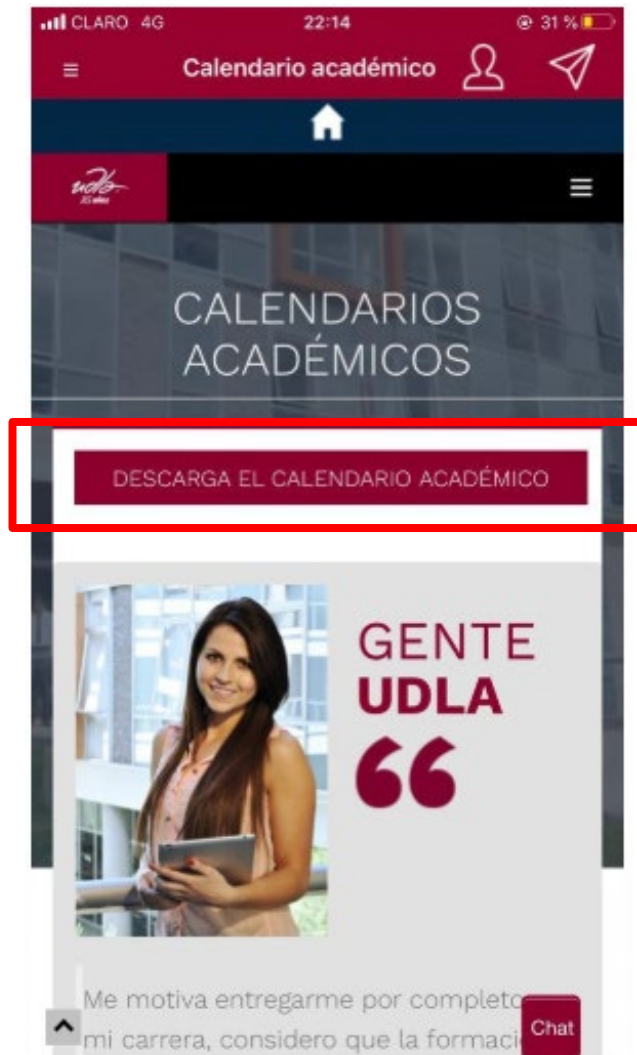 CLARO 4G 22:14 31 %
Calendario académico
udla-
CALENDARIOS
ACADÉMICOS
DESCARGA EL CALENDARIO ACADÉMICO
GENTE
UDLA
“
Me motiva entregarme por completo
mi carrera, considero que la formaci
Chat